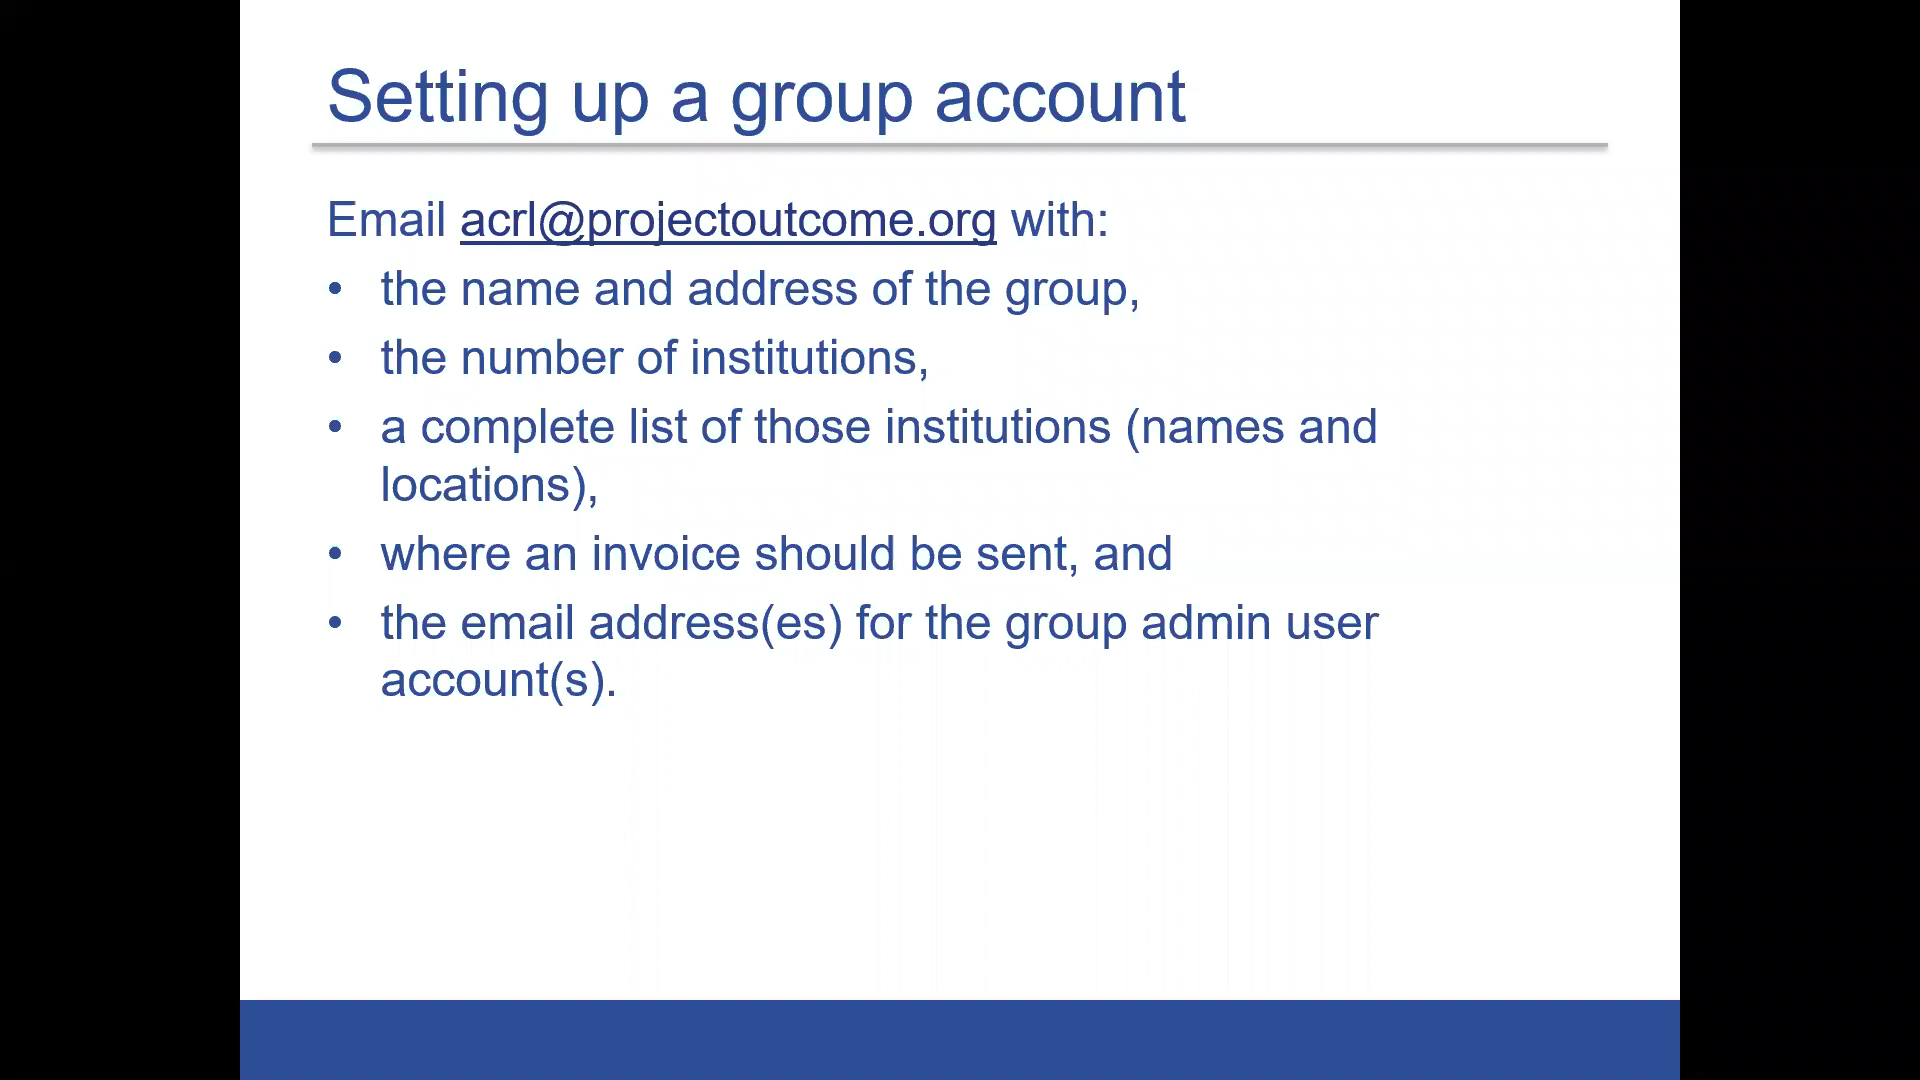 Setting up a group account
Email acrl@projectoutcome.org with:
• the name and address of the group,
• the number of institutions,
• a complete list of those institutions (names and
locations),
• where an invoice should be sent, and
• the email address(es) for the group admin user
account(s).